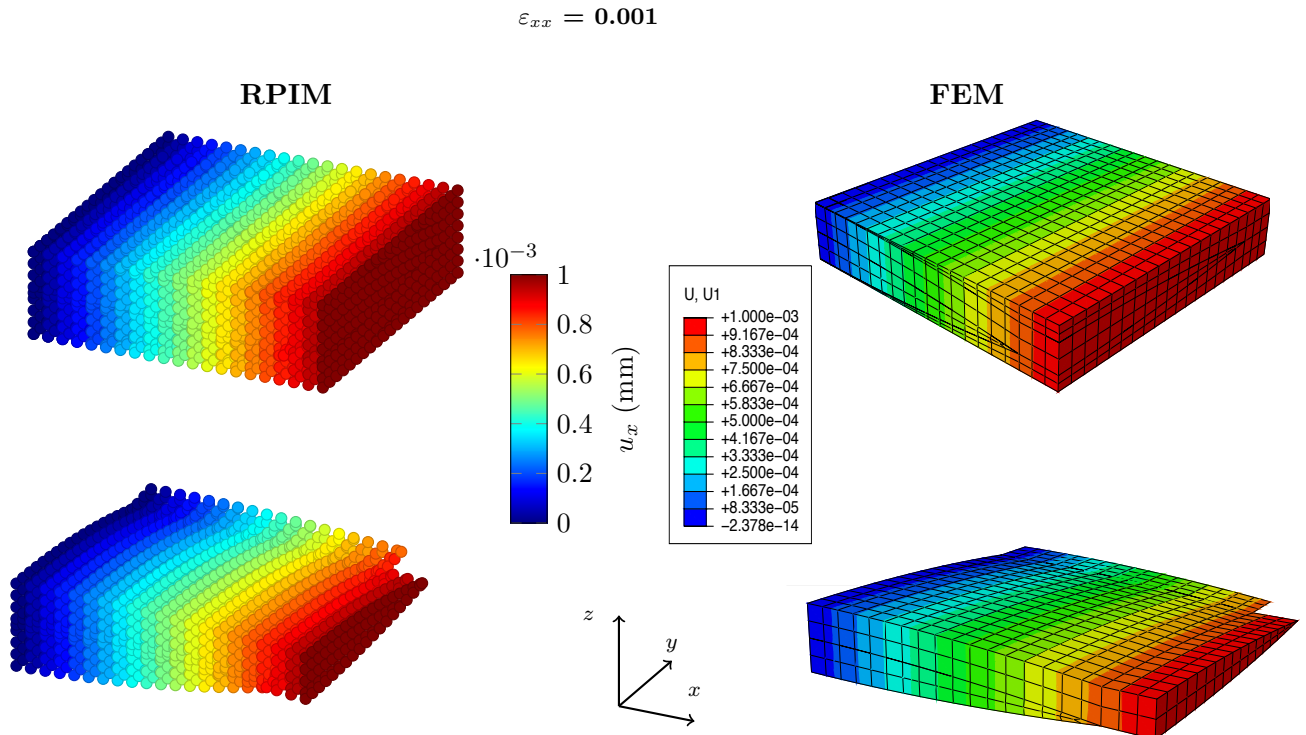 ε_xx = 0.001
RPIM
FEM
·10⁻³
1
0.8
0.6
0.4
0.2
0
u_x (mm)
U, U1
+1.000e−03
+9.167e−04
+8.333e−04
+7.500e−04
+6.667e−04
+5.833e−04
+5.000e−04
+4.167e−04
+3.333e−04
+2.500e−04
+1.667e−04
+8.333e−05
−2.378e−14
z
y
x